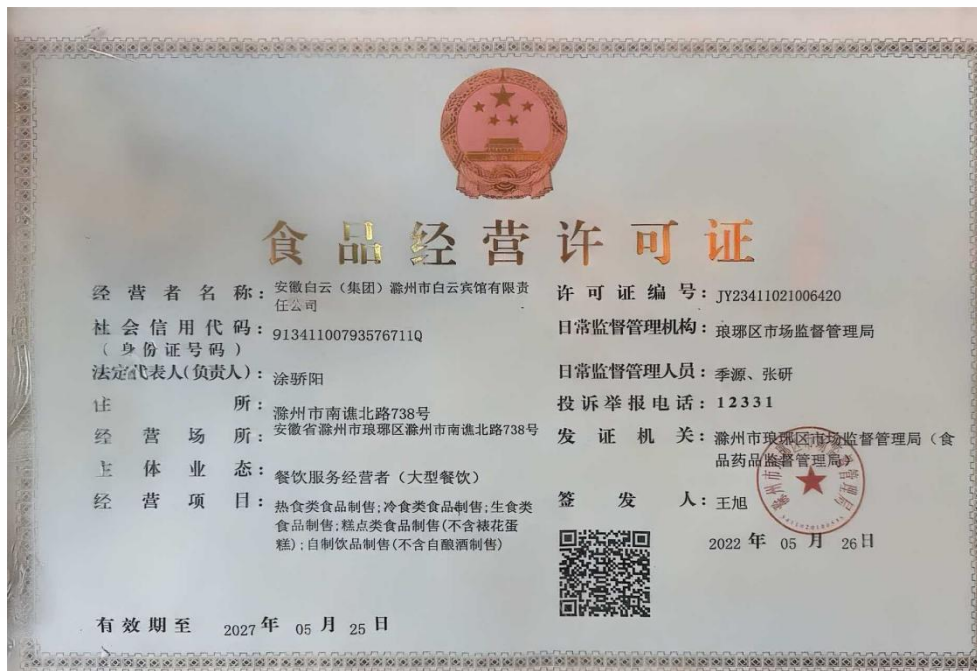 食品经营许可证
经营者名称：安徽白云（集团）滁州市白云宾馆有限责
任公司
社会信用代码：91341100793576711Q
（身份证号码）
法定代表人(负责人)：涂骄阳
住所：滁州市南谯北路738号
经营场所：安徽省滁州市琅琊区滁州市南谯北路738号
主体业态：餐饮服务经营者（大型餐饮）
经营项目：热食类食品制售;冷食类食品制售;生食类
食品制售;糕点类食品制售(不含裱花蛋
糕);自制饮品制售(不含自酿酒制售)
有效期至 2027年 05月 25日
许可证编号：JY23411021006420
日常监督管理机构：琅琊区市场监督管理局
日常监督管理人员：季源、张研
投诉举报电话：12331
发证机关：滁州市琅琊区市场监督管理局（食
品药品监督管理局）
签发人：王旭
2022年 05月 26日